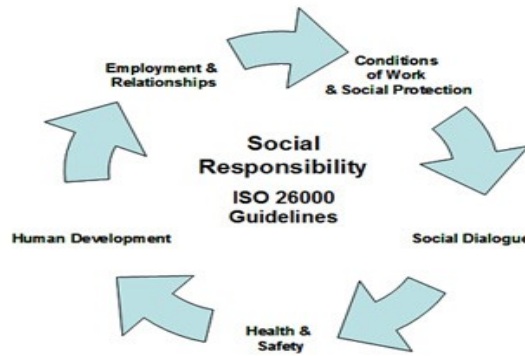 Employment &
Relationships
Conditions
of Work
& Social Protection
Social
Responsibility
ISO 26000
Guidelines
Human Development
Social Dialogue
Health &
Safety